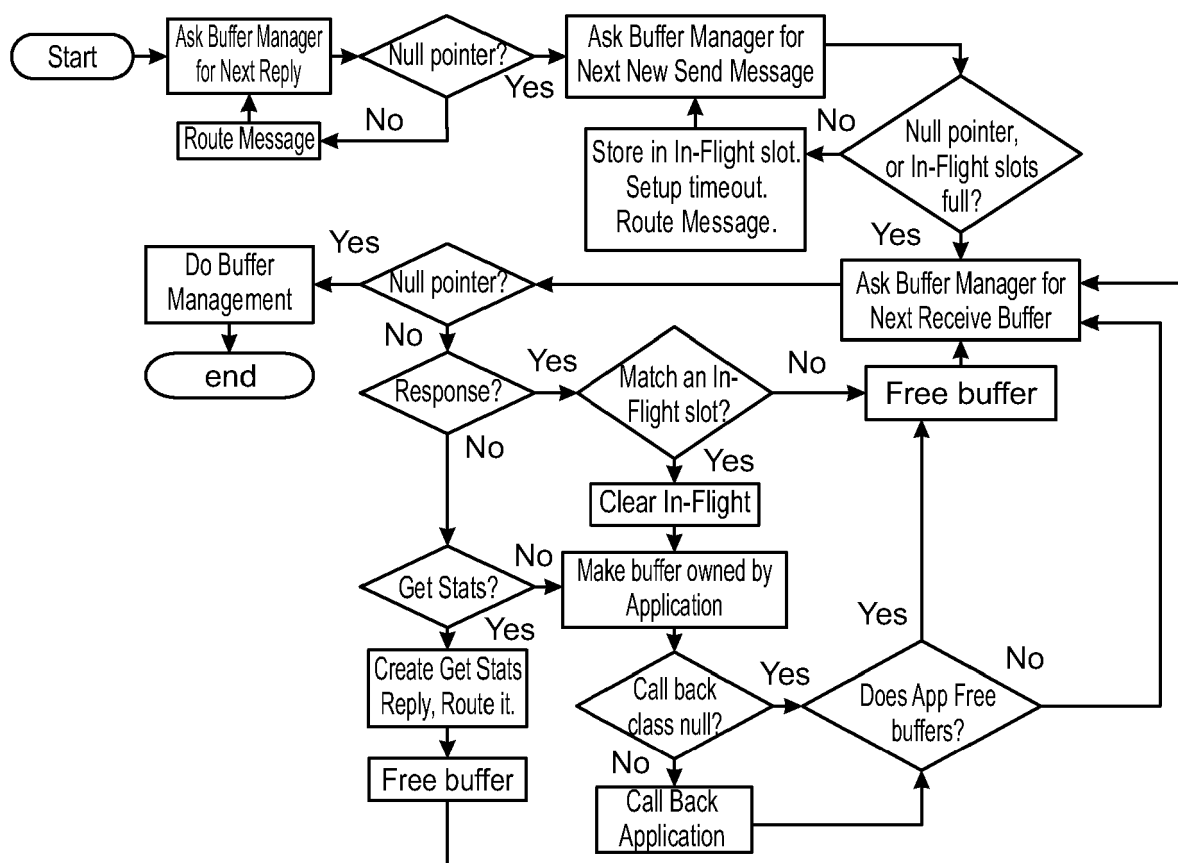 Start
Ask Buffer Manager
for Next Reply
Null pointer?
Yes
Ask Buffer Manager for
Next New Send Message
No
Route Message
No
Store in In-Flight slot.
Setup timeout.
Route Message.
Null pointer,
or In-Flight slots
full?
Yes
Yes
Do Buffer
Management
Null pointer?
Ask Buffer Manager for
Next Receive Buffer
No
end
Response?
Yes
Match an In-
Flight slot?
No
Free buffer
No
Yes
Clear In-Flight
Get Stats?
No
Make buffer owned by
Application
Yes
Create Get Stats
Reply, Route it.
Call back
class null?
Yes
Does App Free
buffers?
Yes
No
Free buffer
No
Call Back
Application